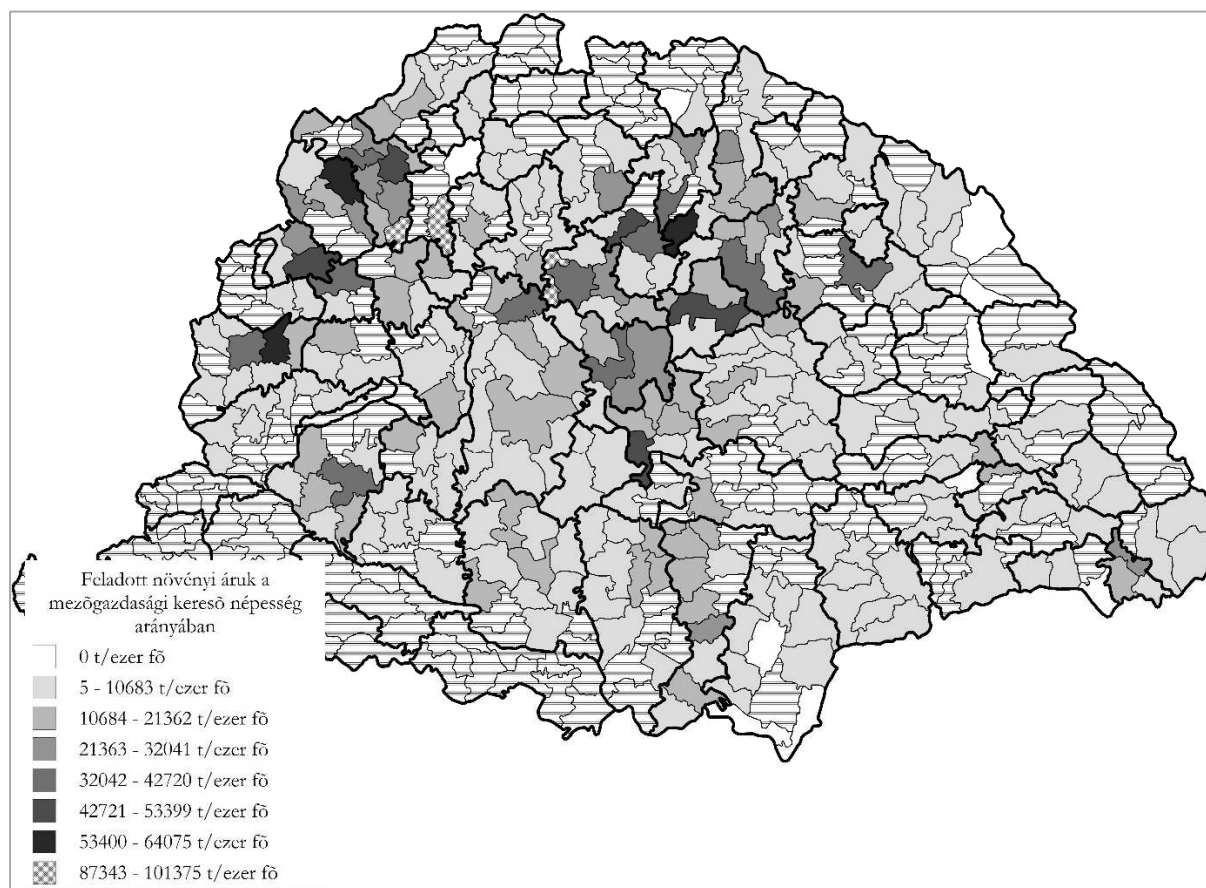 Feladott növényi áruk a
mezõgazdasági keresõ népesség
arányában
0 t/ezer fõ
5 - 10683 t/ezer fõ
10684 - 21362 t/ezer fõ
21363 - 32041 t/ezer fõ
32042 - 42720 t/ezer fõ
42721 - 53399 t/ezer fõ
53400 - 64075 t/ezer fõ
87343 - 101375 t/ezer fõ